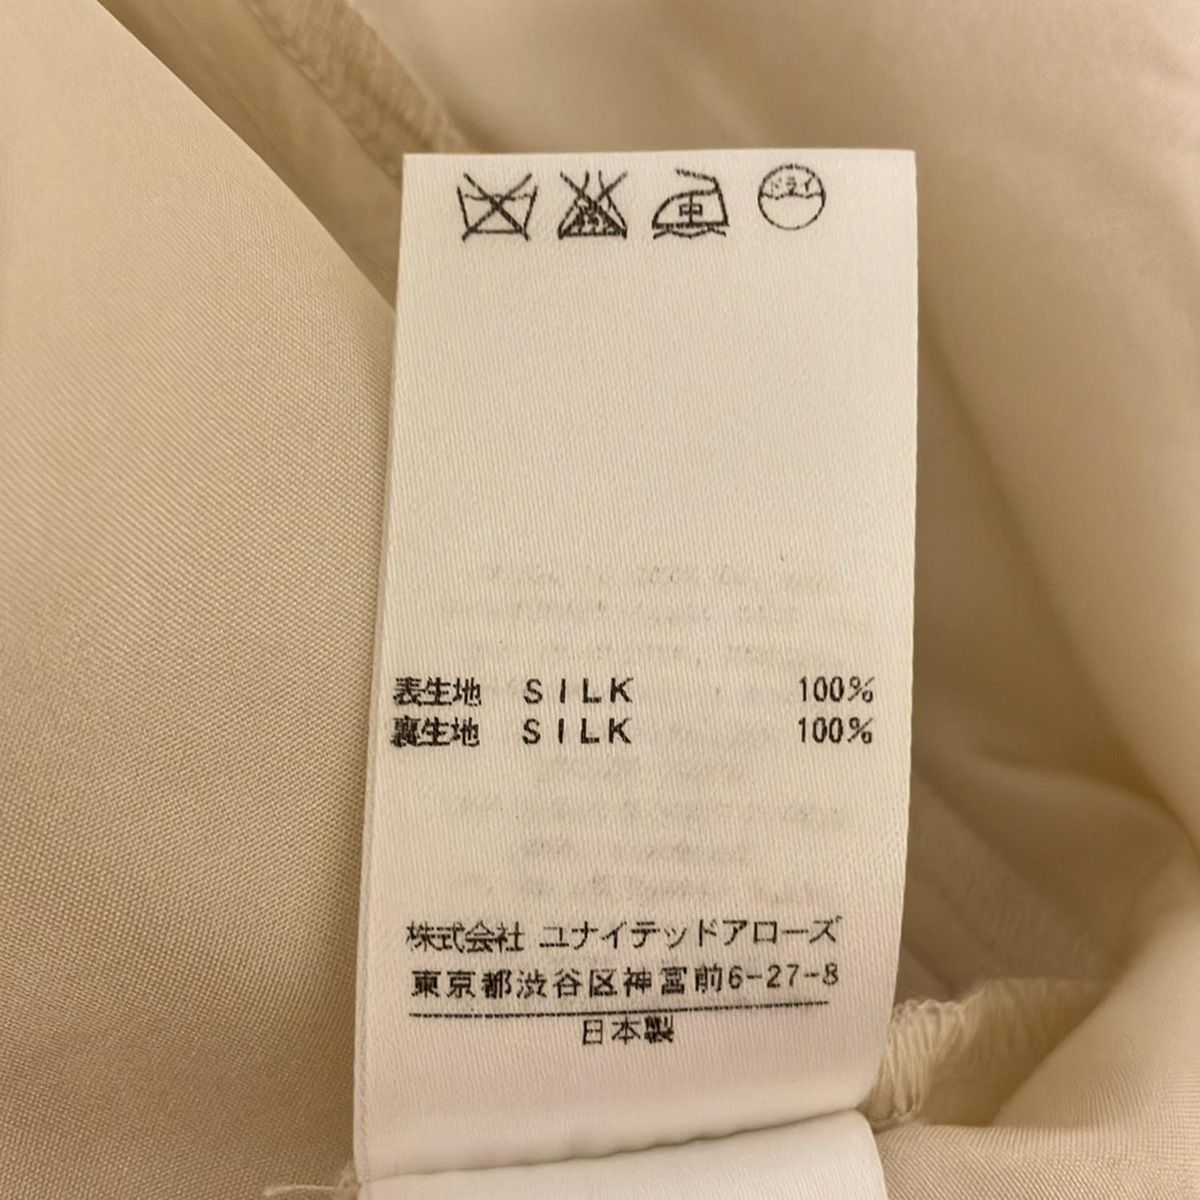 中 ドライ
表生地 SILK 100%
裏生地 SILK 100%
株式会社 ユナイテッドアローズ
東京都渋谷区神宮前6-27-8
日本製